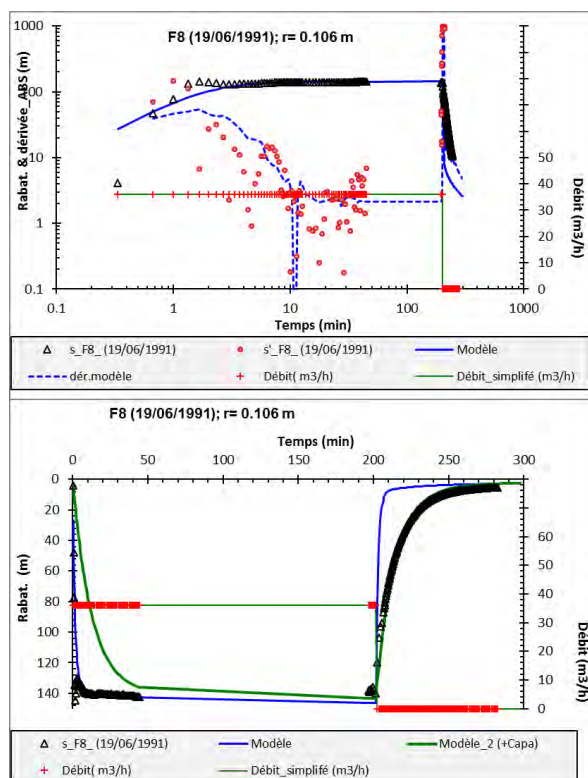 F8 (19/06/1991); r= 0.106 m
Rabat. & dérivée_ABS (m)
1000
100
10
1
0.1
50
40
30
20
10
0
Débit (m3/h)
0.1 1 10 100 1000
Temps (min)
s_F8_ (19/06/1991) s'_F8_ (19/06/1991) Modèle
dér.modèle Débit( m3/h) Débit_simplifé (m3/h)
F8 (19/06/1991); r= 0.106 m
Temps (min)
0 50 100 150 200 250 300
Rabat. (m)
0
20
40
60
80
100
120
140
60
50
40
30
20
10
0
Débit (m3/h)
s_F8_ (19/06/1991) Modèle Modèle_2 (+Capa)
Débit( m3/h) Débit_simplifé (m3/h)